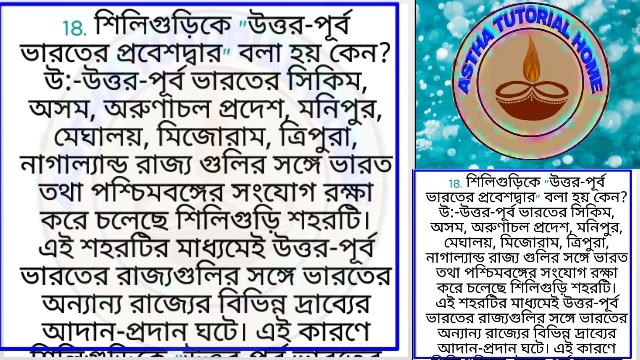 18. শিলিগুড়িকে "উত্তর-পূর্ব
ভারতের প্রবেশদ্বার" বলা হয় কেন?
উ:-উত্তর-পূর্ব ভারতের সিকিম,
অসম, অরুণাচল প্রদেশ, মনিপুর,
মেঘালয়, মিজোরাম, ত্রিপুরা,
নাগাল্যান্ড রাজ্য গুলির সঙ্গে ভারত
তথা পশ্চিমবঙ্গের সংযোগ রক্ষা
করে চলেছে শিলিগুড়ি শহরটি।
এই শহরটির মাধ্যমেই উত্তর-পূর্ব
ভারতের রাজ্যগুলির সঙ্গে ভারতের
অন্যান্য রাজ্যের বিভিন্ন দ্রাব্যের
আদান-প্রদান ঘটে। এই কারণে
ASTHA TUTORIAL HOME
18. শিলিগুড়িকে "উত্তর-পূর্ব
ভারতের প্রবেশদ্বার" বলা হয় কেন?
উ:-উত্তর-পূর্ব ভারতের সিকিম,
অসম, অরুণাচল প্রদেশ, মনিপুর,
মেঘালয়, মিজোরাম, ত্রিপুরা,
নাগাল্যান্ড রাজ্য গুলির সঙ্গে ভারত
তথা পশ্চিমবঙ্গের সংযোগ রক্ষা
করে চলেছে শিলিগুড়ি শহরটি।
এই শহরটির মাধ্যমেই উত্তর-পূর্ব
ভারতের রাজ্যগুলির সঙ্গে ভারতের
অন্যান্য রাজ্যের বিভিন্ন দ্রাব্যের
আদান-প্রদান ঘটে। এই কারণে